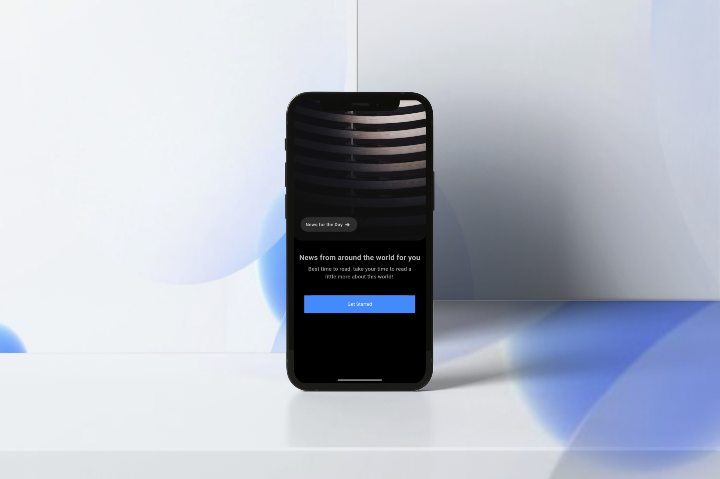 News for the Day →
News from around the world for you
Best time to read, take your time to read a
little more about this world!
Get Started